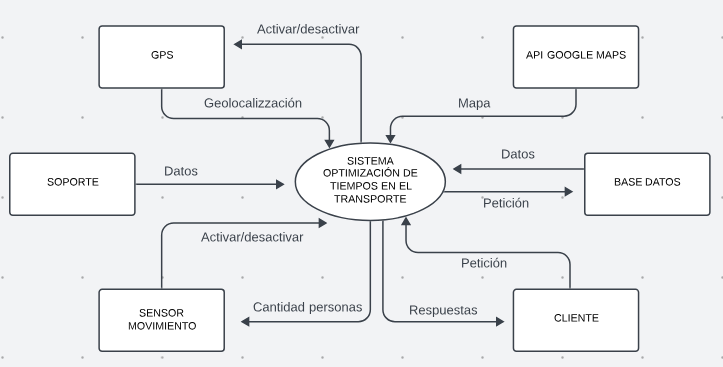 Activar/desactivar
GPS
API GOOGLE MAPS
Geolocalizzación
Mapa
SOPORTE
Datos
SISTEMA
OPTIMIZACIÓN DE
TIEMPOS EN EL
TRANSPORTE
Datos
BASE DATOS
Petición
Activar/desactivar
Petición
SENSOR
MOVIMIENTO
Cantidad personas
Respuestas
CLIENTE